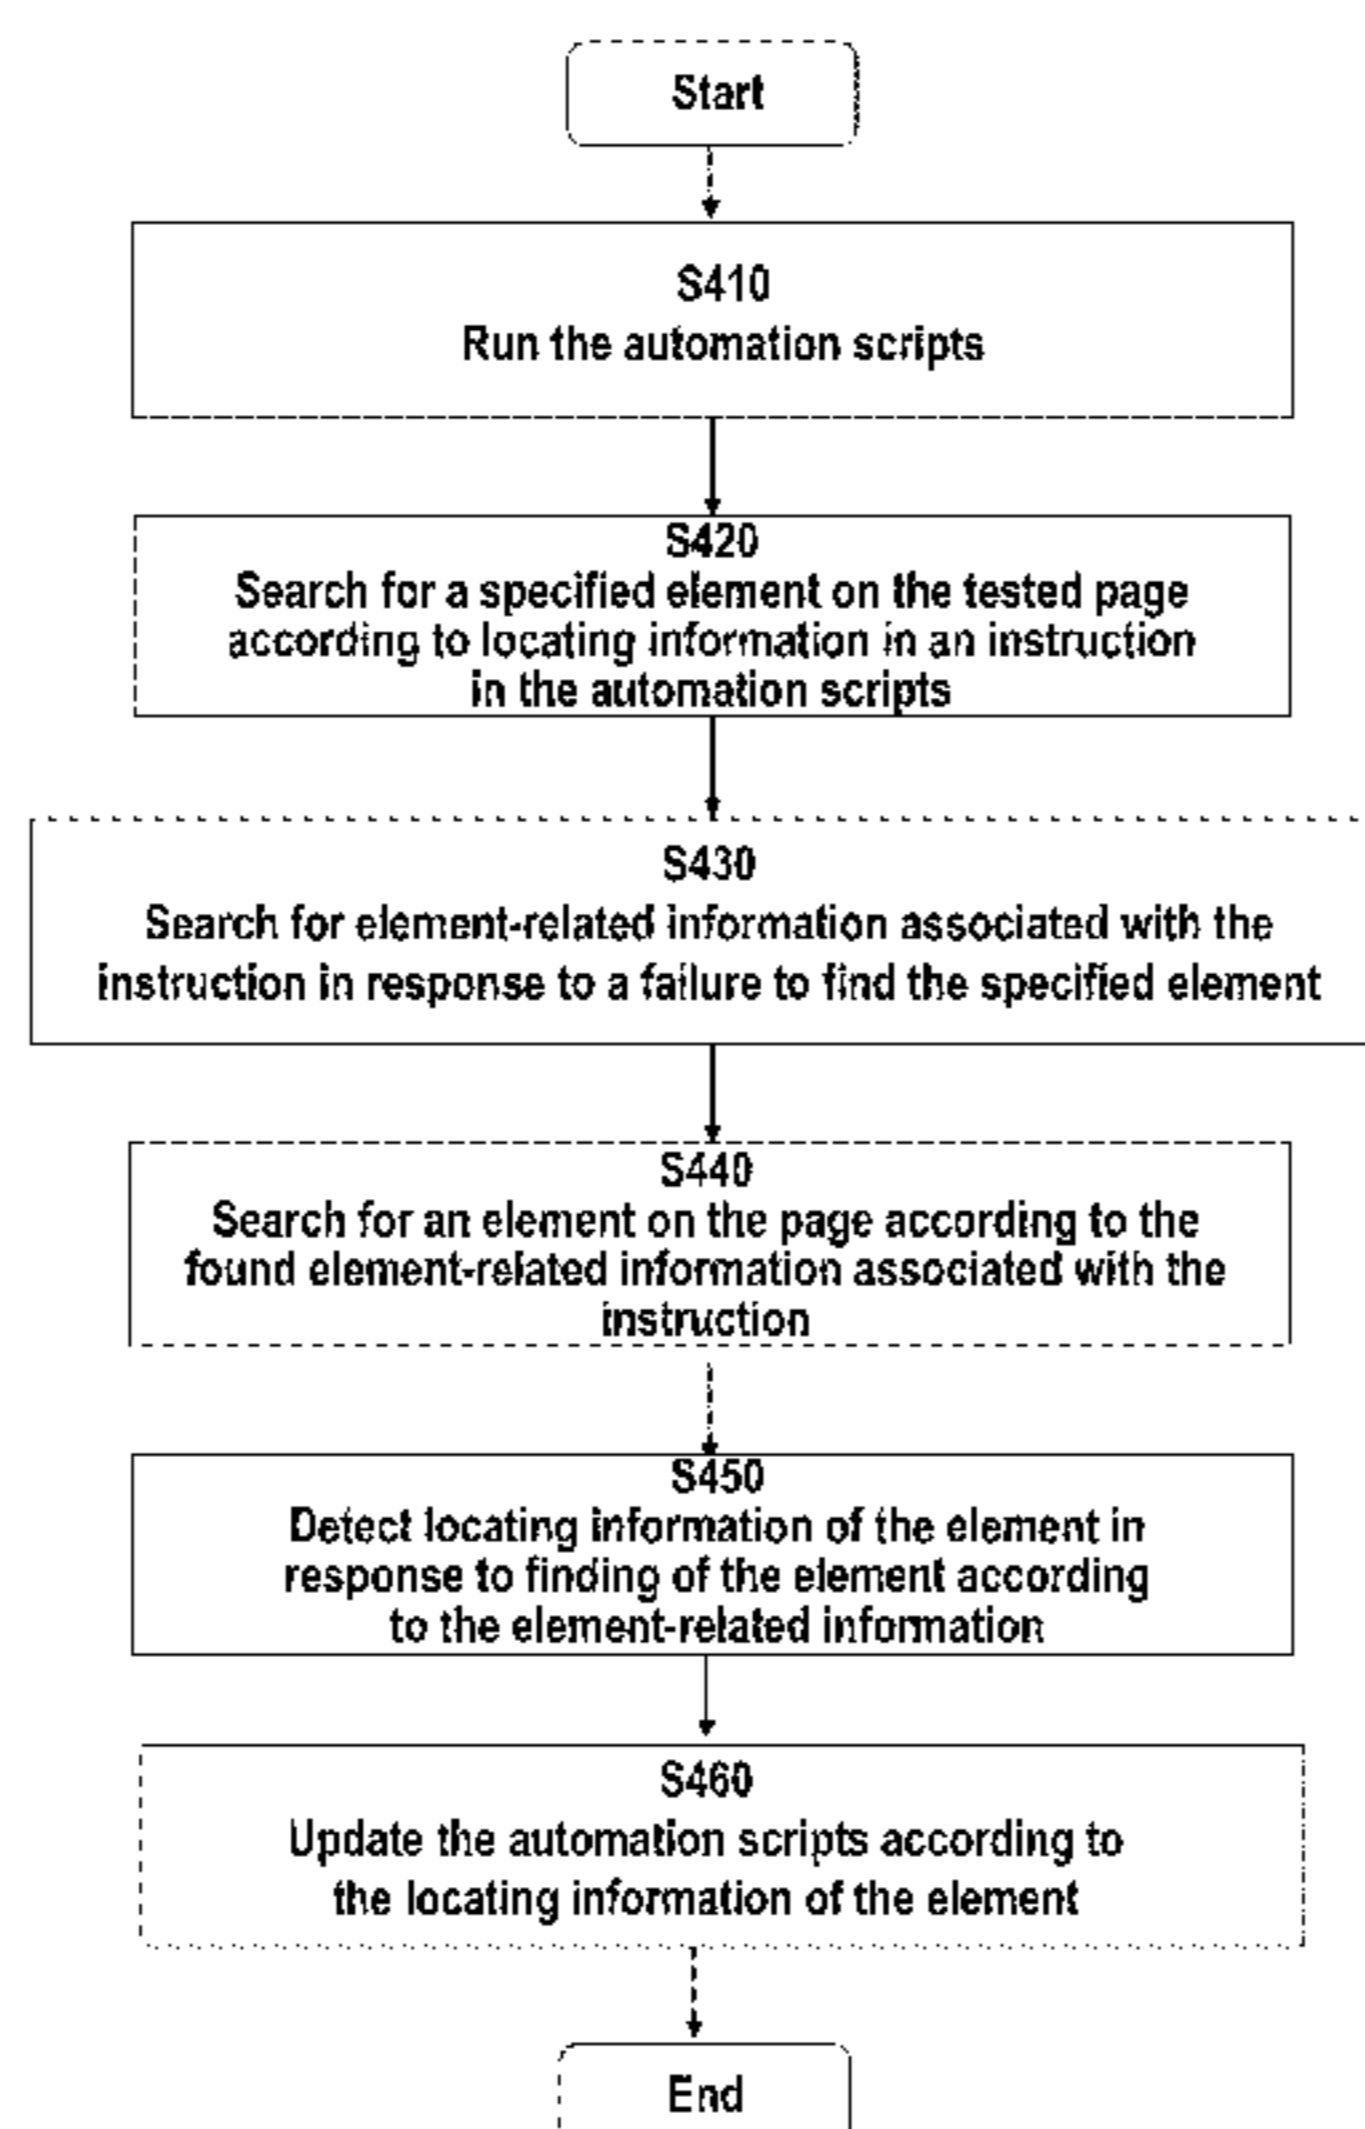 Start
S410
Run the automation scripts
S420
Search for a specified element on the tested page
according to locating information in an instruction
in the automation scripts
S430
Search for element-related information associated with the
instruction in response to a failure to find the specified element
S440
Search for an element on the page according to the
found element-related information associated with the
instruction
S450
Detect locating information of the element in
response to finding of the element according
to the element-related information
S460
Update the automation scripts according to
the locating information of the element
End